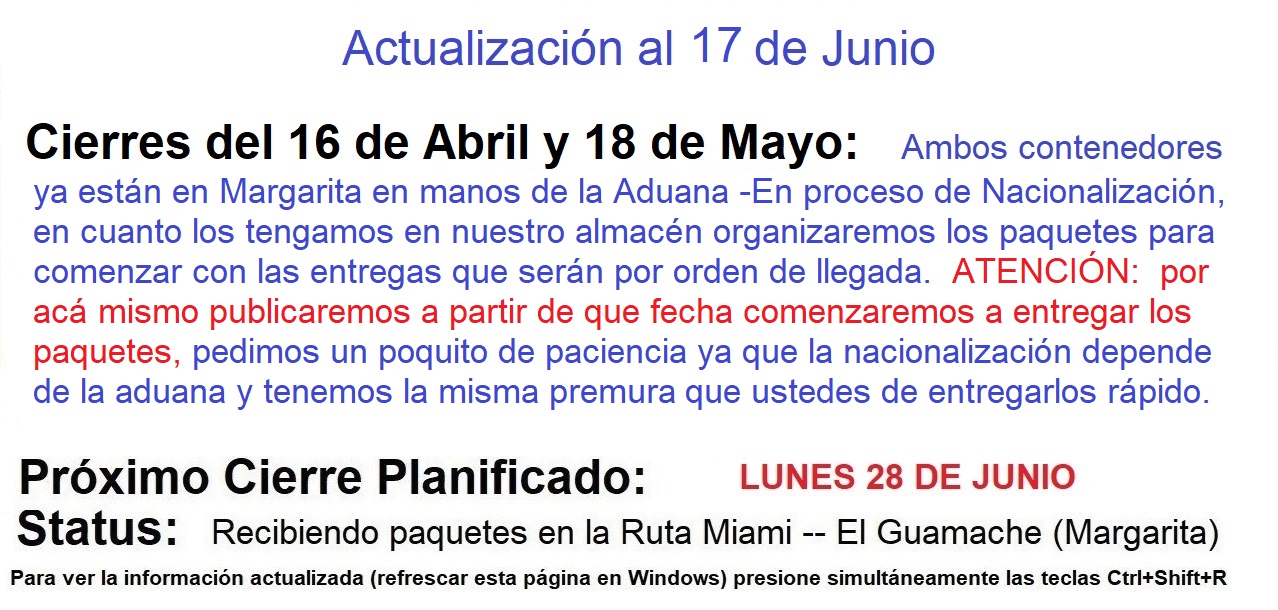 Actualización al 17 de Junio
Cierres del 16 de Abril y 18 de Mayo: Ambos contenedores
ya están en Margarita en manos de la Aduana -En proceso de Nacionalización,
en cuanto los tengamos en nuestro almacén organizaremos los paquetes para
comenzar con las entregas que serán por orden de llegada. ATENCIÓN: por
acá mismo publicaremos a partir de que fecha comenzaremos a entregar los
paquetes, pedimos un poquito de paciencia ya que la nacionalización depende
de la aduana y tenemos la misma premura que ustedes de entregarlos rápido.
Próximo Cierre Planificado: LUNES 28 DE JUNIO
Status: Recibiendo paquetes en la Ruta Miami -- El Guamache (Margarita)
Para ver la información actualizada (refrescar esta página en Windows) presione simultáneamente las teclas Ctrl+Shift+R